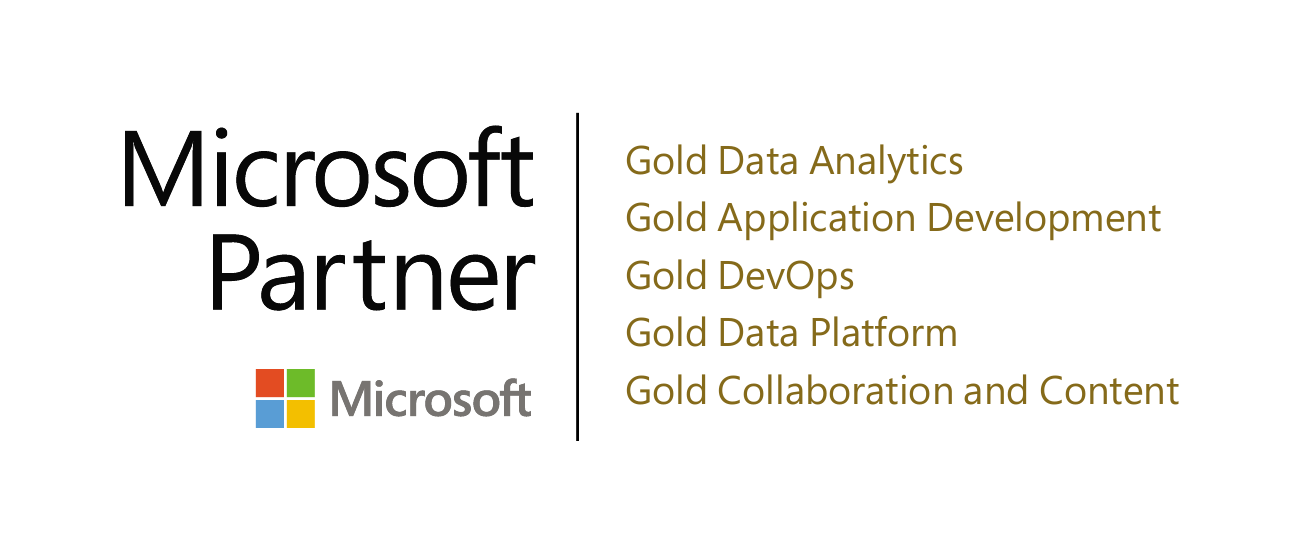 Microsoft
Partner
Microsoft
Gold Data Analytics
Gold Application Development
Gold DevOps
Gold Data Platform
Gold Collaboration and Content